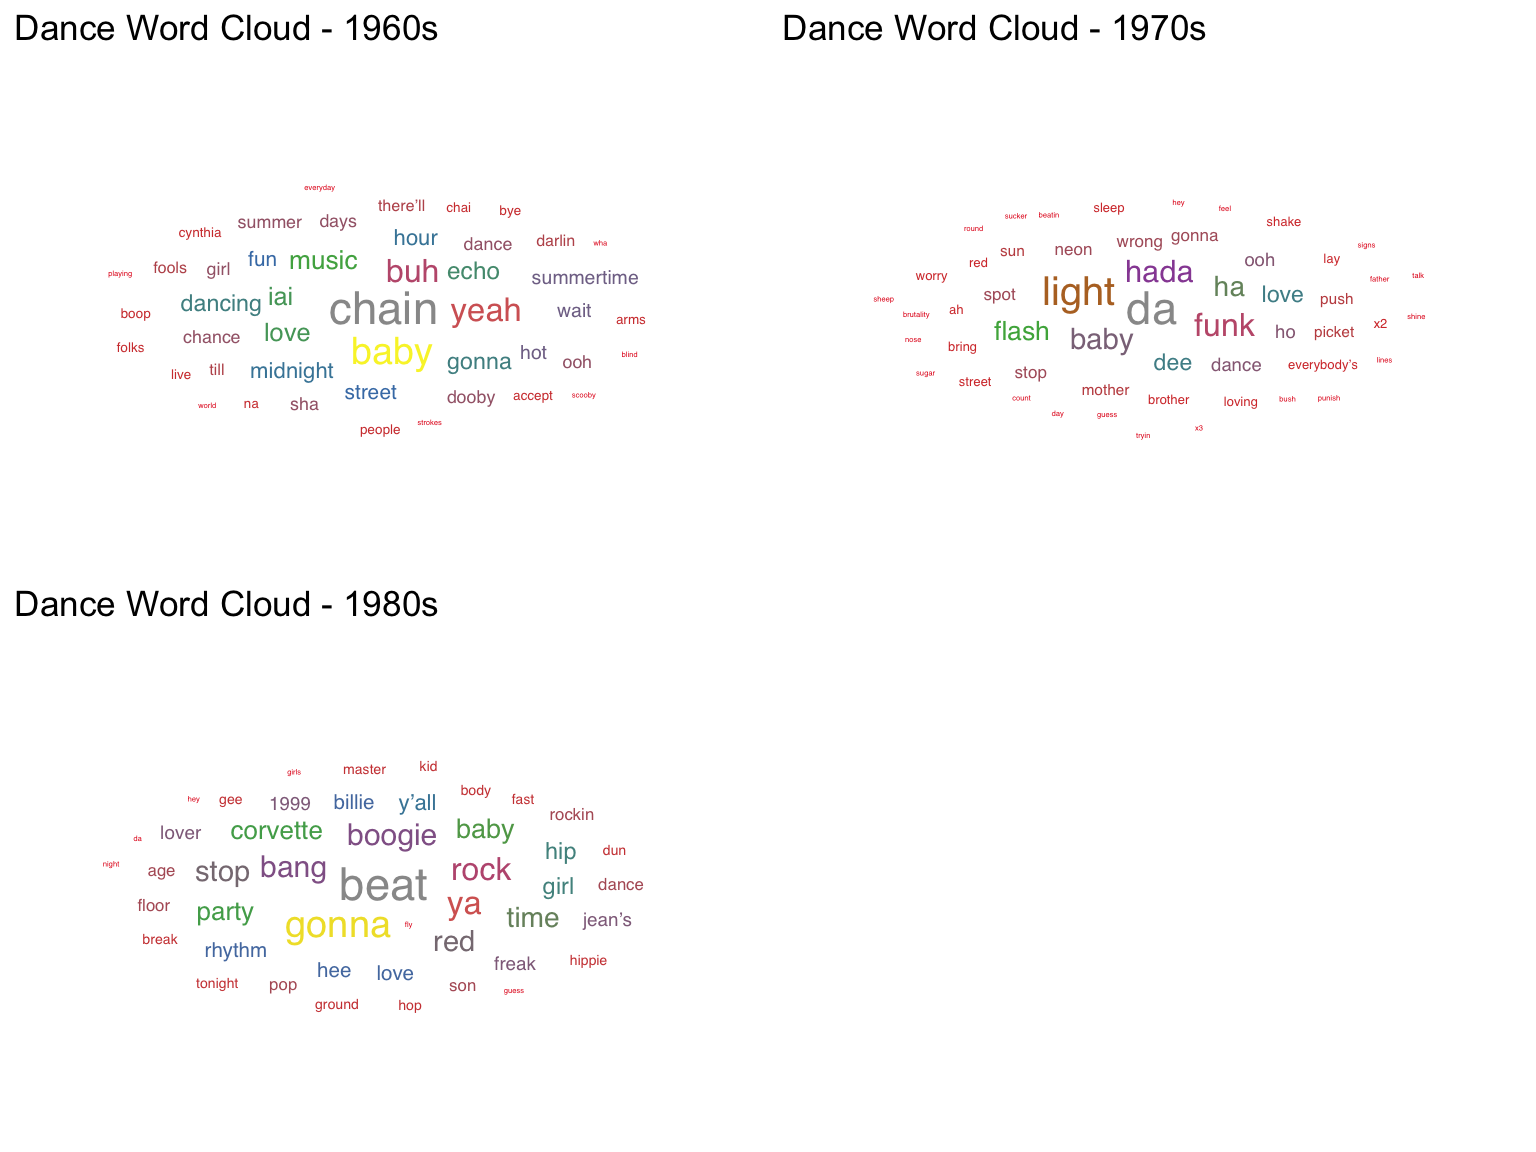 Dance Word Cloud - 1960s
everyday
there'll chai bye
summer days
cynthia
hour dance darlin wha
fun music
fools girl buh echo
playing summertime
iai
dancing chain yeah wait
boop arms
chance love
folks baby hot blind
gonna ooh
live till midnight
street dooby accept scooby
world na sha
people strokes
Dance Word Cloud - 1970s
sleep hey feel
sucker beatin
round shake
wrong gonna signs
sun neon
red ooh lay
worry hada father talk
light ha love push
sheep spot
brutality ah da shine
flash funk ho picket x2
nose baby
bring
dee dance everybody's lines
sugar street stop
mother brother loving bush punish
count
day guess
tryin x3
Dance Word Cloud - 1980s
girls master kid
hey gee 1999 billie y'all body fast
rockin
da lover corvette boogie baby
hip dun
night age stop bang rock
beat girl dance
floor party ya time jean's
gonna fly
break red
rhythm freak hippie
hee love
tonight pop son guess
ground hop